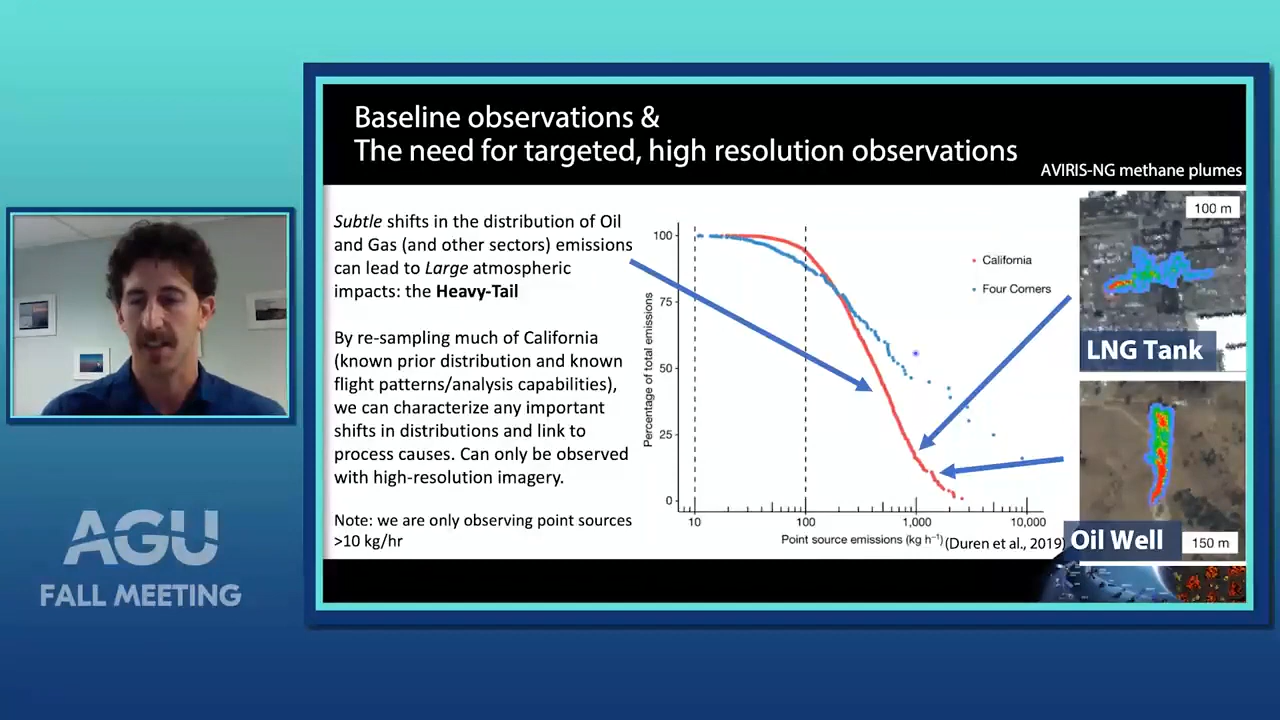 Baseline observations &
The need for targeted, high resolution observations
AVIRIS-NG methane plumes
Subtle shifts in the distribution of Oil
and Gas (and other sectors) emissions
can lead to Large atmospheric
impacts: the Heavy-Tail
By re-sampling much of California
(known prior distribution and known
flight patterns/analysis capabilities),
we can characterize any important
shifts in distributions and link to
process causes. Can only be observed
with high-resolution imagery.
Note: we are only observing point sources
>10 kg/hr
Percentage of total emissions
100
75
50
25
0
10
100
1,000
10,000
Point source emissions (kg h⁻¹)
(Duren et al., 2019)
California
Four Corners
100 m
LNG Tank
Oil Well
150 m
AGU
FALL MEETING